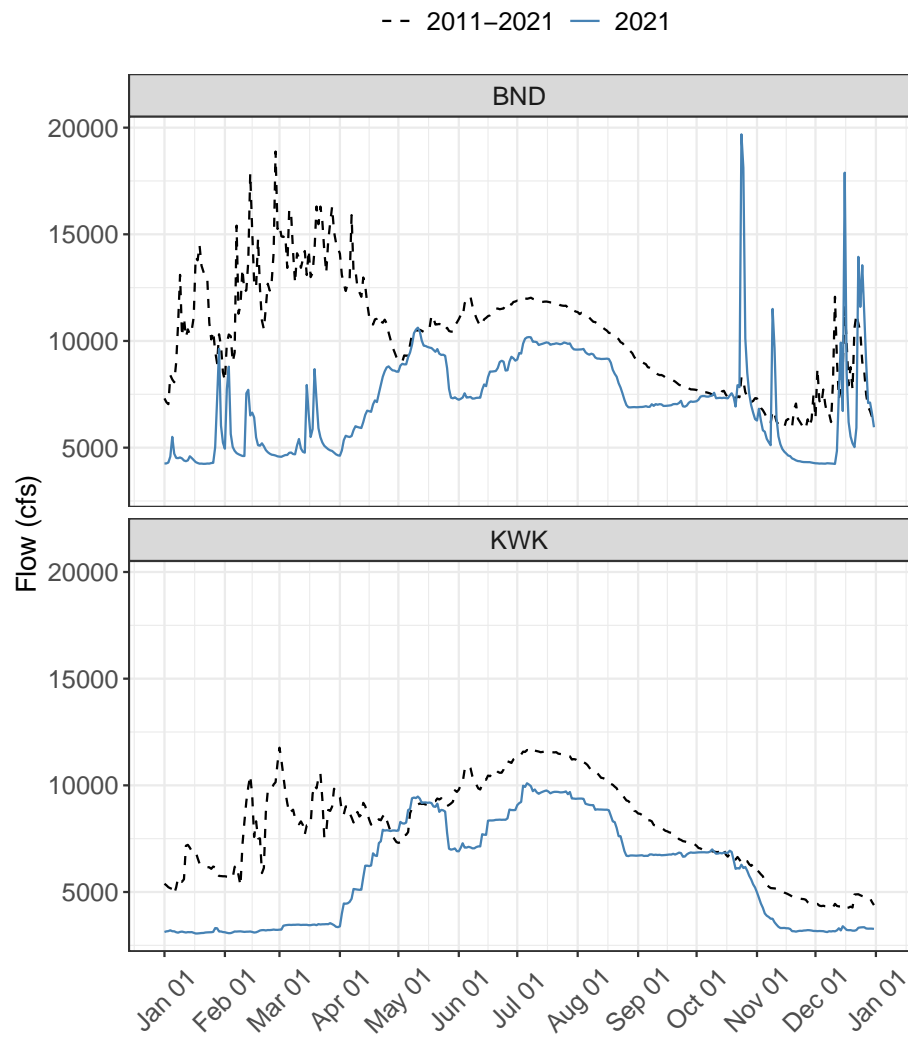 2011−2021 2021
BND
20000
15000
10000
5000
KWK
20000
15000
10000
5000
Flow (cfs)
Jan 01 Feb 01 Mar 01 Apr 01 May 01 Jun 01 Jul 01 Aug 01 Sep 01 Oct 01 Nov 01 Dec 01 Jan 01